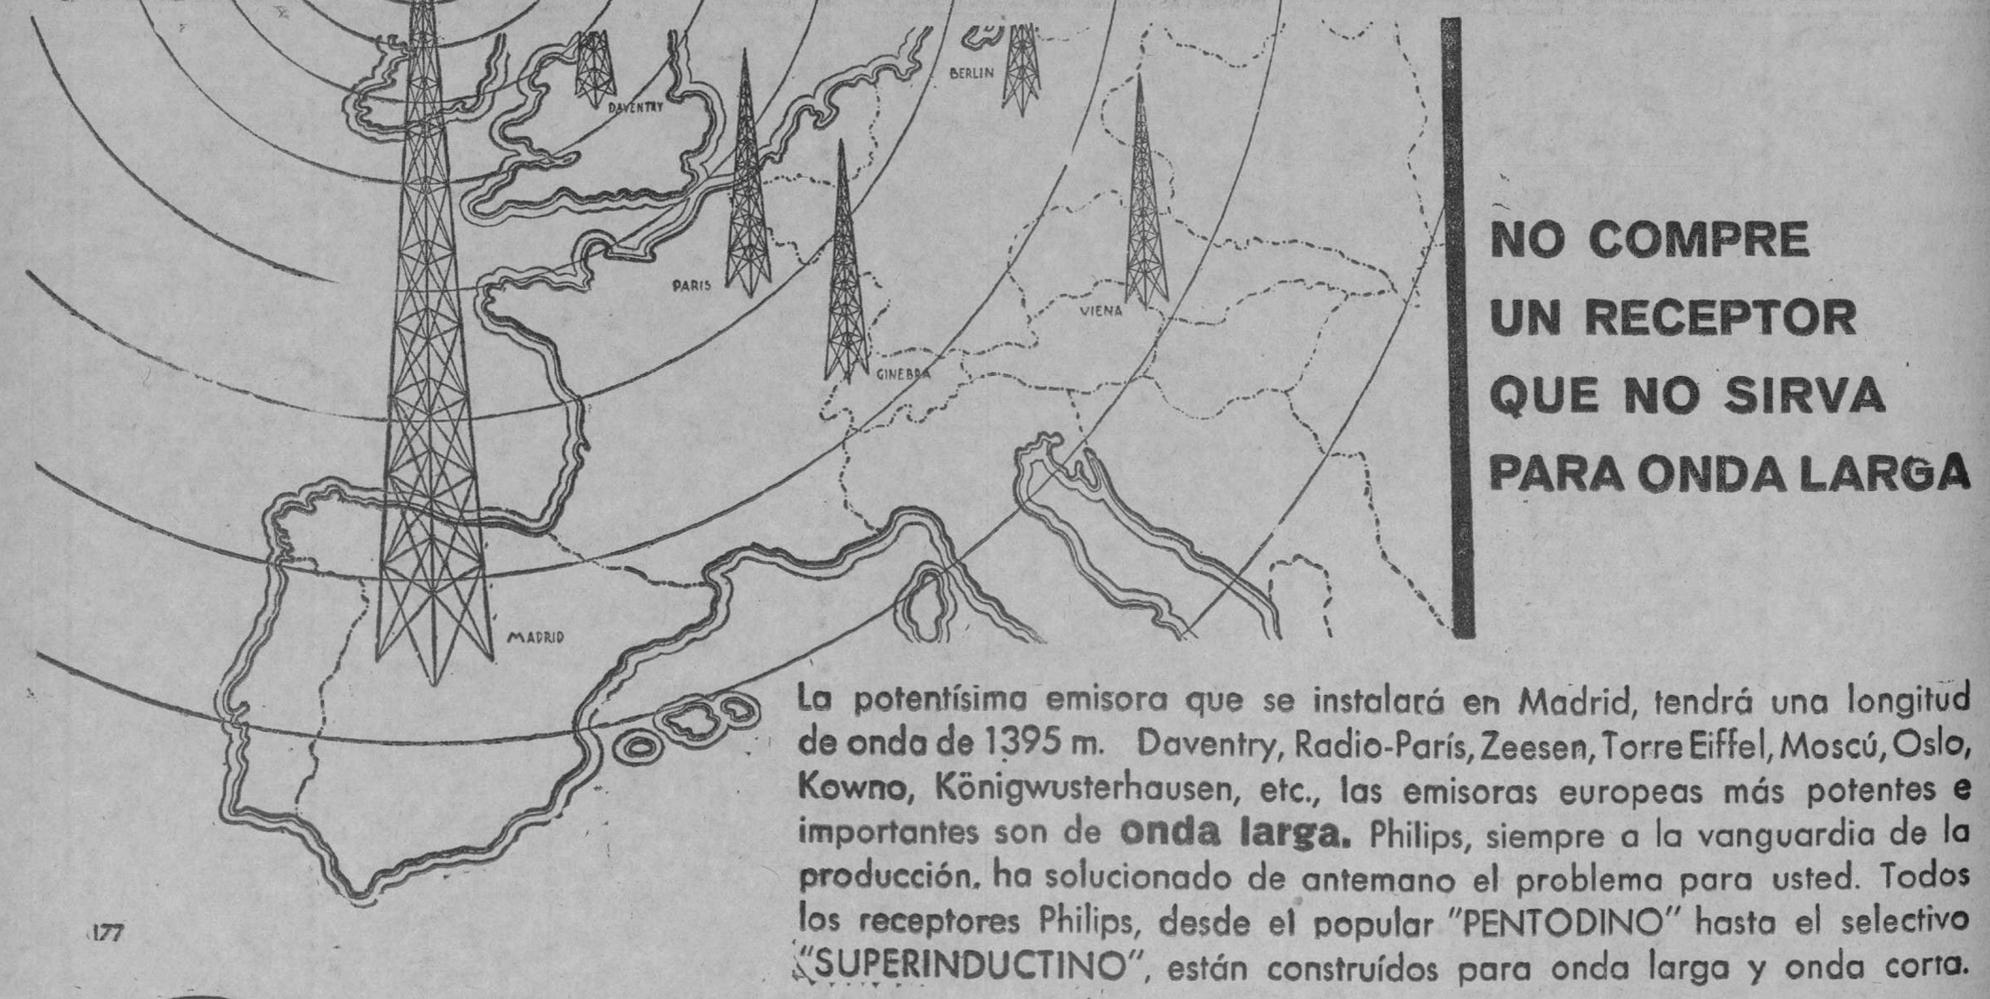 BERLIN
DAVENTRY
PARIS
VIENA
GINEBRA
MADRID
NO COMPRE
UN RECEPTOR
QUE NO SIRVA
PARA ONDA LARGA
La potentísima emisora que se instalará en Madrid, tendrá una longitud
de onda de 1395 m. Daventry, Radio-París, Zeesen, Torre Eiffel, Moscú, Oslo,
Kowno, Königwusterhausen, etc., las emisoras europeas más potentes e
importantes son de onda larga. Philips, siempre a la vanguardia de la
producción, ha solucionado de antemano el problema para usted. Todos
los receptores Philips, desde el popular "PENTODINO" hasta el selectivo
"SUPERINDUCTINO", están construídos para onda larga y onda corta.
177